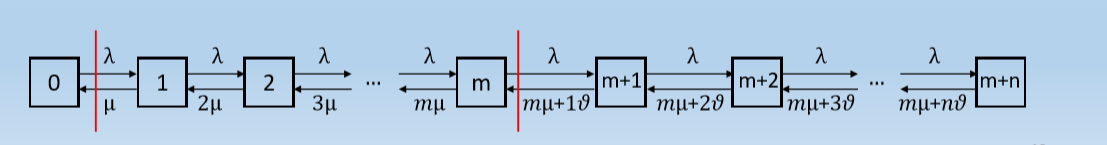 λ λ λ λ λ λ λ λ
0 1 2 ... m m+1 m+2 ... m+n
μ 2μ 3μ mμ mμ+1ϑ mμ+2ϑ mμ+3ϑ mμ+nϑ